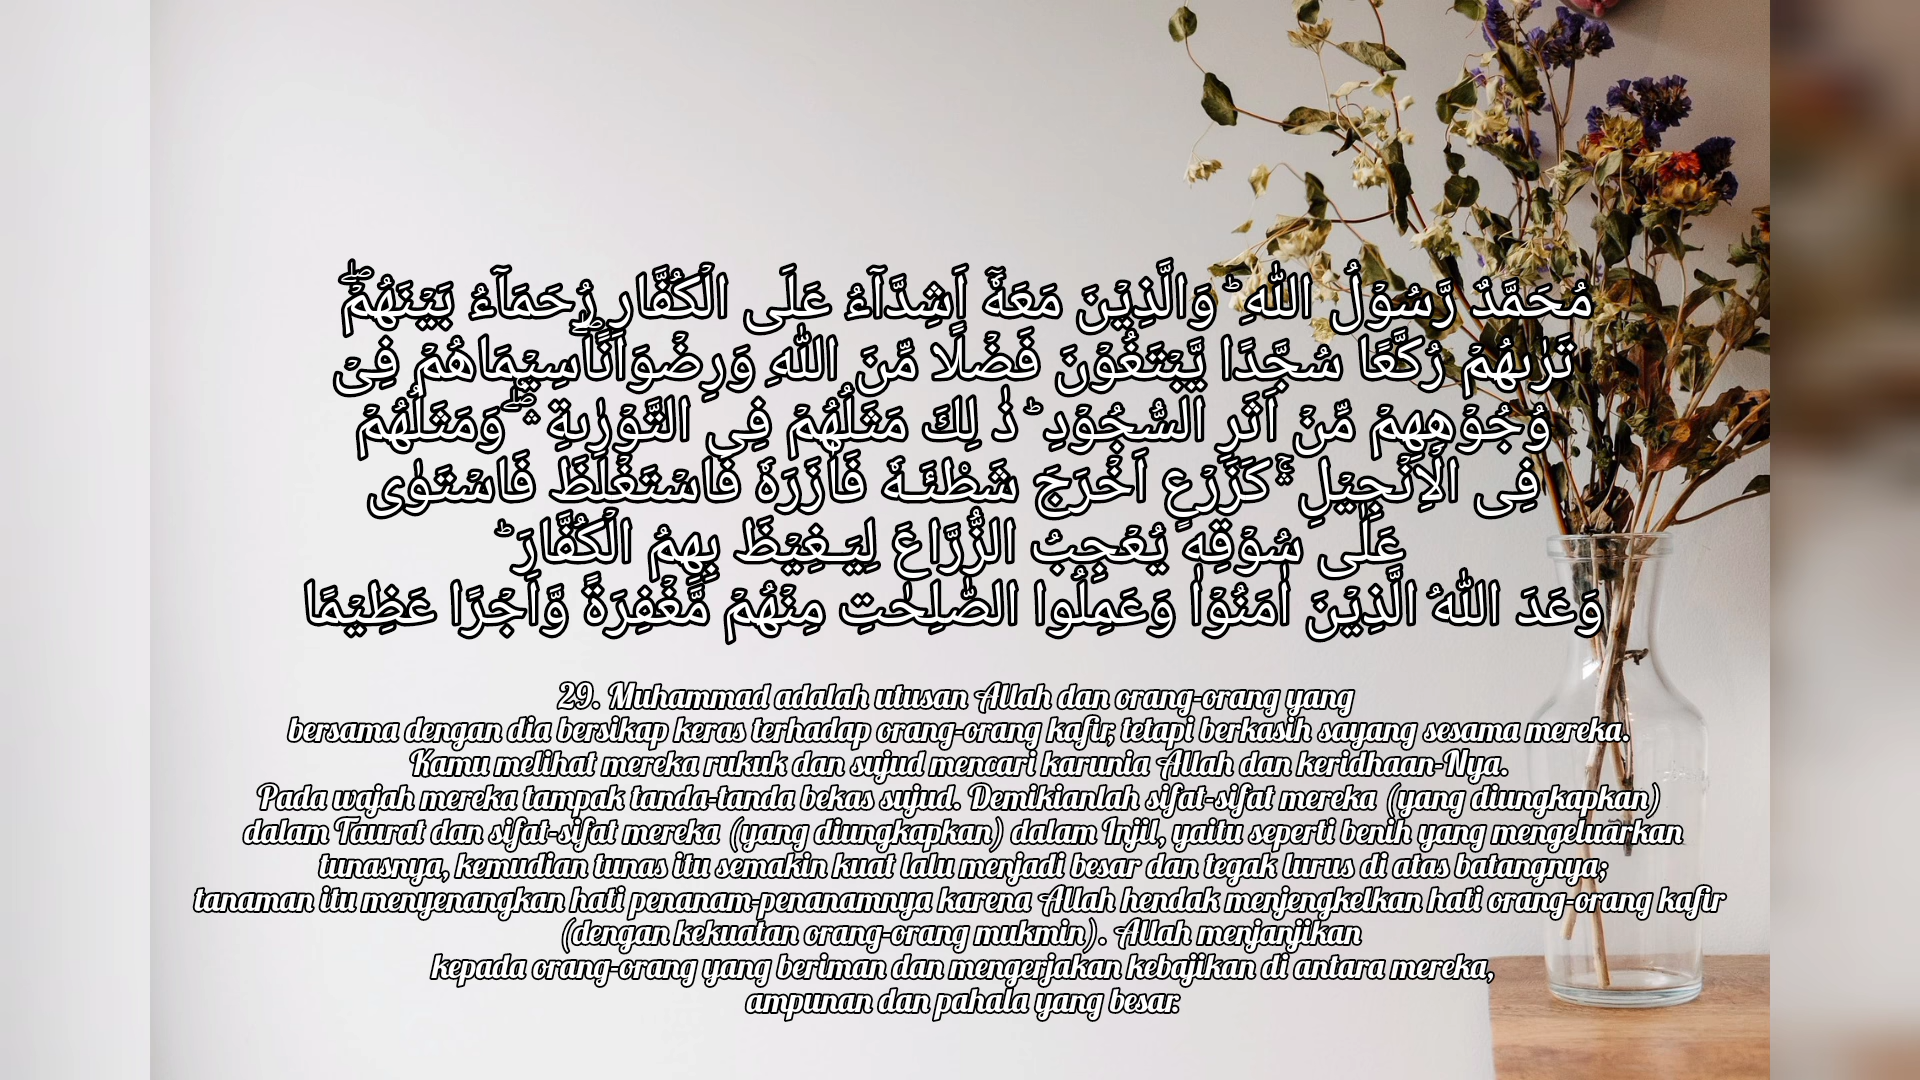 مُحَمَّدٌ رَّسُوْلُ اللّٰهِ ؕ وَالَّذِيْنَ مَعَهٗۤ اَشِدَّآءُ عَلَى الْكُفَّارِ رُحَمَآءُ بَيْنَهُمْۖ
تَرٰٮهُمْ رُكَّعًا سُجَّدًا يَّبْتَغُوْنَ فَضْلًا مِّنَ اللّٰهِ وَرِضْوَانًاۖسِيْمَاهُمْ فِىْ
وُجُوْهِهِمْ مِّنْ اَثَرِ السُّجُوْدِ ؕ ذٰ لِكَ مَثَلُهُمْ فِى التَّوْرٰٮةِ ۛۖ وَمَثَلُهُمْ
فِى الْاِنْجِيْلِ ۛۚ كَزَرْعٍ اَخْرَجَ شَطْئَـهٗ فَاٰزَرَهٗ فَاسْتَغْلَظَ فَاسْتَوٰى
عَلٰى سُوْقِهٖ يُعْجِبُ الزُّرَّاعَ لِيَـغِيْظَ بِهِمُ الْكُفَّارَ ؕ
وَعَدَ اللّٰهُ الَّذِيْنَ اٰمَنُوْا وَعَمِلُوا الصّٰلِحٰتِ مِنْهُمْ مَّغْفِرَةً وَّاَجْرًا عَظِيْمًا
29. Muhammad adalah utusan Allah dan orang-orang yang
bersama dengan dia bersikap keras terhadap orang-orang kafir; tetapi berkasih sayang sesama mereka.
Kamu melihat mereka rukuk dan sujud mencari karunia Allah dan keridhaan-Nya.
Pada wajah mereka tampak tanda-tanda bekas sujud. Demikianlah sifat-sifat mereka (yang diungkapkan)
dalam Taurat dan sifat-sifat mereka (yang diungkapkan) dalam Injil, yaitu seperti benih yang mengeluarkan
tunasnya, kemudian tunas itu semakin kuat lalu menjadi besar dan tegak lurus di atas batangnya;
tanaman itu menyenangkan hati penanam-penanamnya karena Allah hendak menjengkelkan hati orang-orang kafir
(dengan kekuatan orang-orang mukmin). Allah menjanjikan
kepada orang-orang yang beriman dan mengerjakan kebajikan di antara mereka,
ampunan dan pahala yang besar.